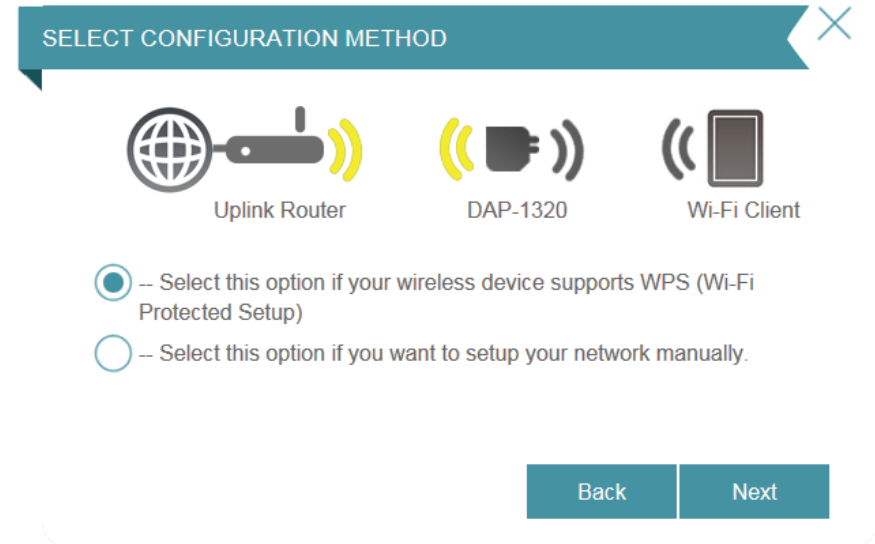 SELECT CONFIGURATION METHOD
Uplink Router
DAP-1320
Wi-Fi Client
-- Select this option if your wireless device supports WPS (Wi-Fi
Protected Setup)
-- Select this option if you want to setup your network manually.
Back
Next